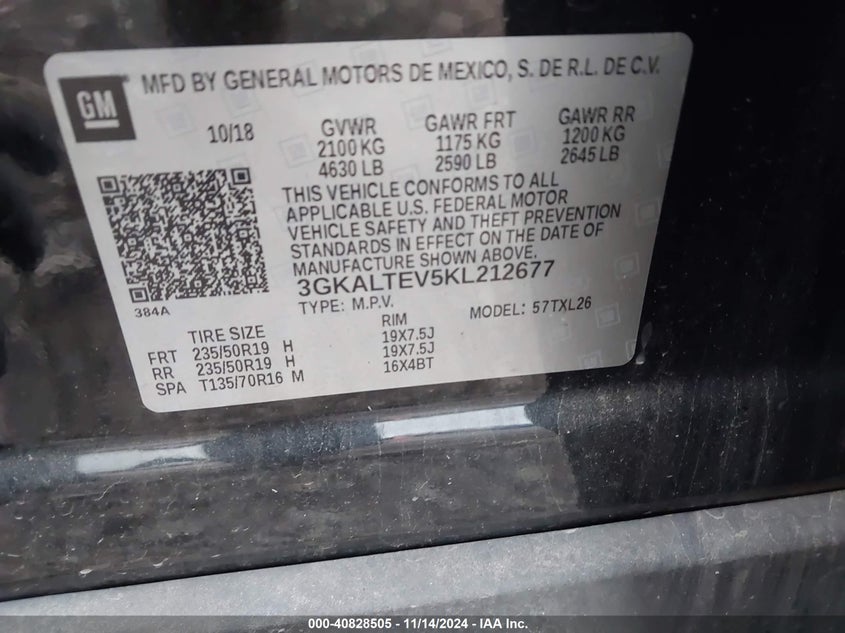 GM
MFD BY GENERAL MOTORS DE MEXICO, S. DE R.L. DE C.V.
10/18 GVWR GAWR FRT GAWR RR
2100 KG 1175 KG 1200 KG
4630 LB 2590 LB 2645 LB
THIS VEHICLE CONFORMS TO ALL
APPLICABLE U.S. FEDERAL MOTOR
VEHICLE SAFETY AND THEFT PREVENTION
STANDARDS IN EFFECT ON THE DATE OF
MANUFACTURE SHOWN ABOVE.
3GKALTEV5KL212677
384A
TYPE: M.P.V. MODEL: 57TXL26
TIRE SIZE RIM
FRT 235/50R19 H 19X7.5J
RR 235/50R19 H 19X7.5J
SPA T135/70R16 M 16X4BT
000-40828505 - 11/14/2024 - IAA Inc.